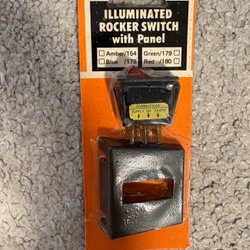 ILLUMINATED
ROCKER SWITCH
with Panel
Amber/154 Green/179
Blue /178 Red /180